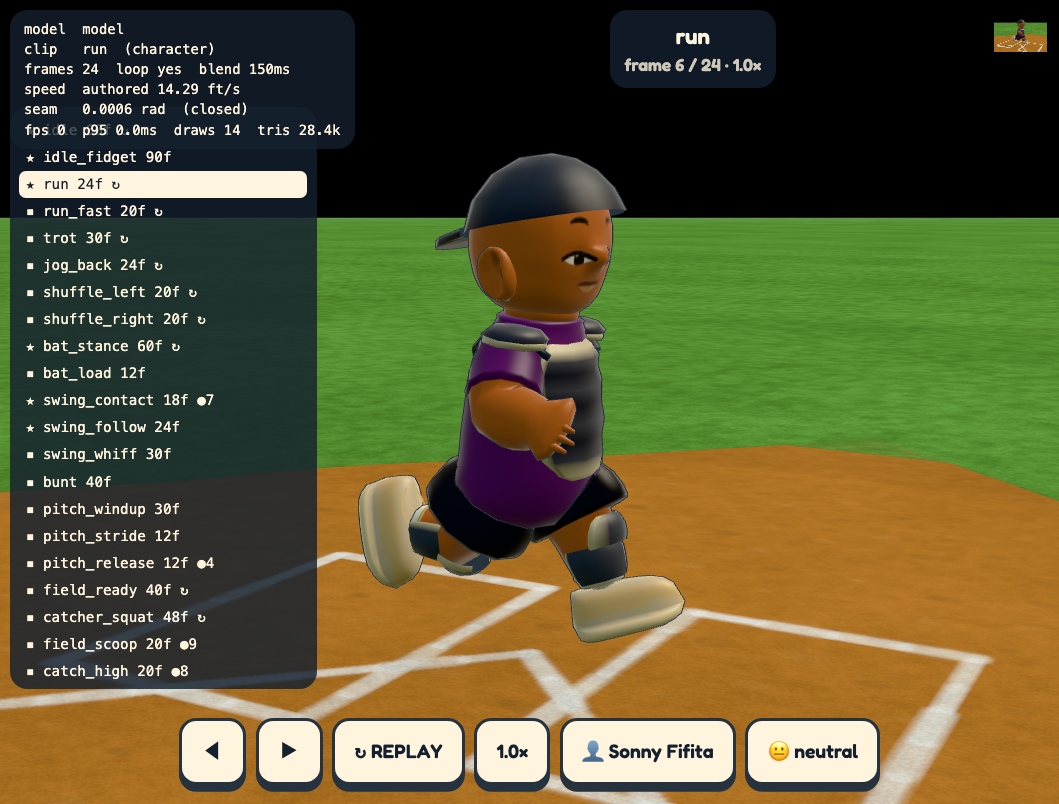 model model
clip run (character)
frames 24 loop yes blend 150ms
speed authored 14.29 ft/s
seam 0.0006 rad (closed)
fps 0 p95 0.0ms draws 14 tris 28.4k
★ idle_fidget 90f
★ run 24f ↻
▪ run_fast 20f ↻
▪ trot 30f ↻
▪ jog_back 24f ↻
▪ shuffle_left 20f ↻
▪ shuffle_right 20f ↻
★ bat_stance 60f ↻
▪ bat_load 12f
★ swing_contact 18f ●7
★ swing_follow 24f
▪ swing_whiff 30f
▪ bunt 40f
▪ pitch_windup 30f
▪ pitch_stride 12f
▪ pitch_release 12f ●4
▪ field_ready 40f ↻
▪ catcher_squat 48f ↻
▪ field_scoop 20f ●9
▪ catch_high 20f ●8
run
frame 6 / 24 · 1.0×
↻ REPLAY
1.0×
Sonny Fifita
neutral